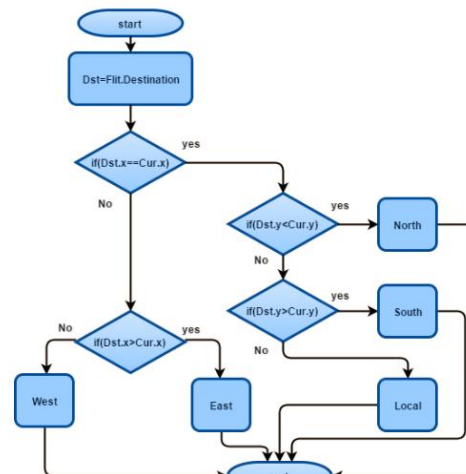 start
Dst=Flit.Destination
if(Dst.x==Cur.x)
yes
No
if(Dst.y<Cur.y)
yes
North
No
if(Dst.y>Cur.y)
yes
South
No
if(Dst.x>Cur.x)
No
yes
West
East
Local